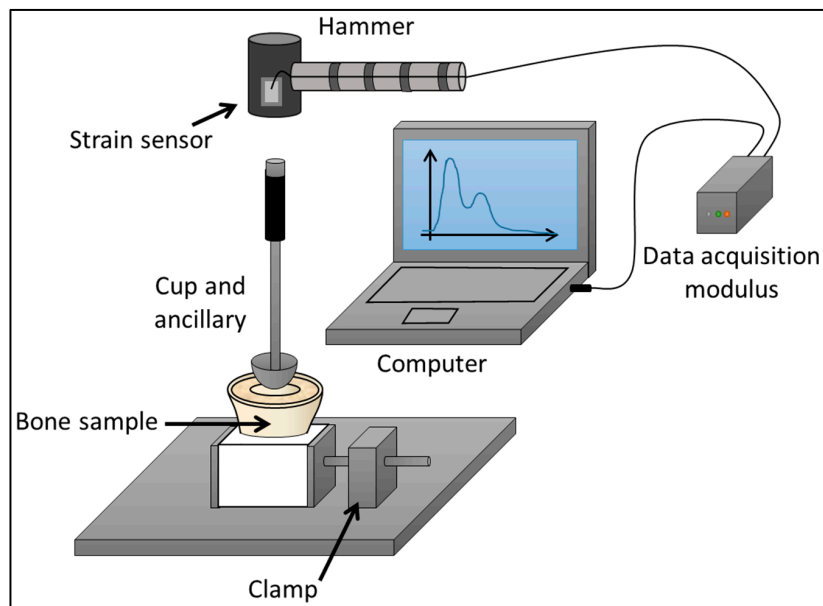 Hammer
Strain sensor
Cup and
ancillary
Data acquisition
modulus
Computer
Bone sample
Clamp